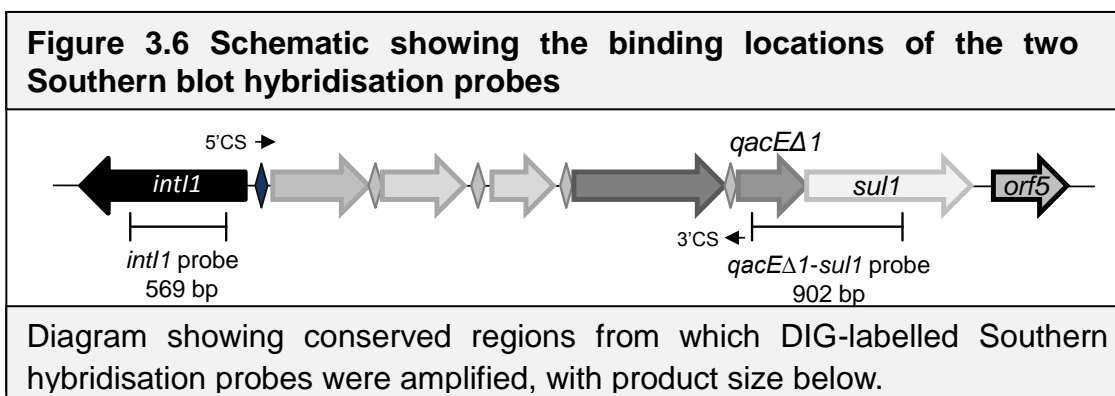 Figure 3.6 Schematic showing the binding locations of the two
Southern blot hybridisation probes
5'CS
qacEΔ1
intI1
sul1
orf5
3'CS
intI1 probe
569 bp
qacEΔ1-sul1 probe
902 bp
Diagram showing conserved regions from which DIG-labelled Southern
hybridisation probes were amplified, with product size below.